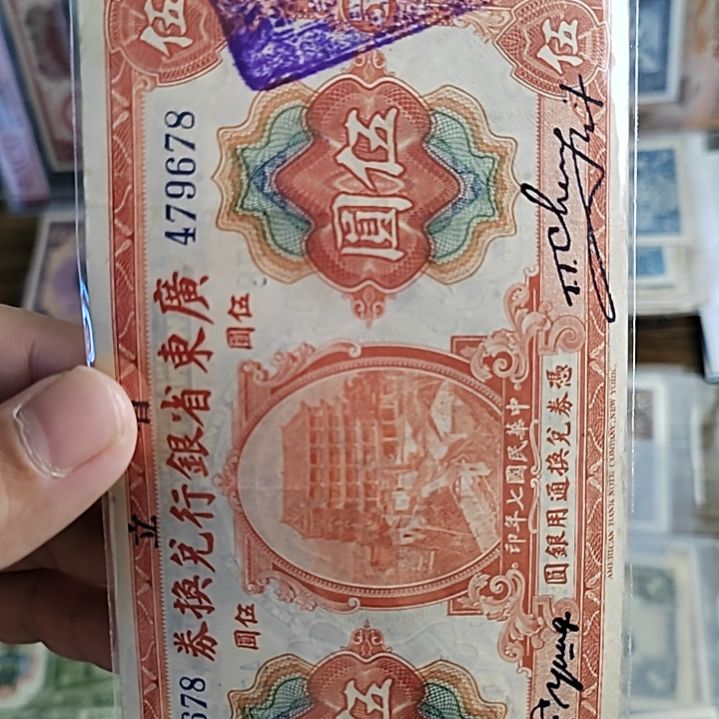 立
伍
伍
479678
678
廣東省銀行兌換券
伍圓
伍圓
伍圓
伍
中華民國七年印
憑券兌換通用銀圓
AMERICAN BANK NOTE COMPANY, NEW YORK.